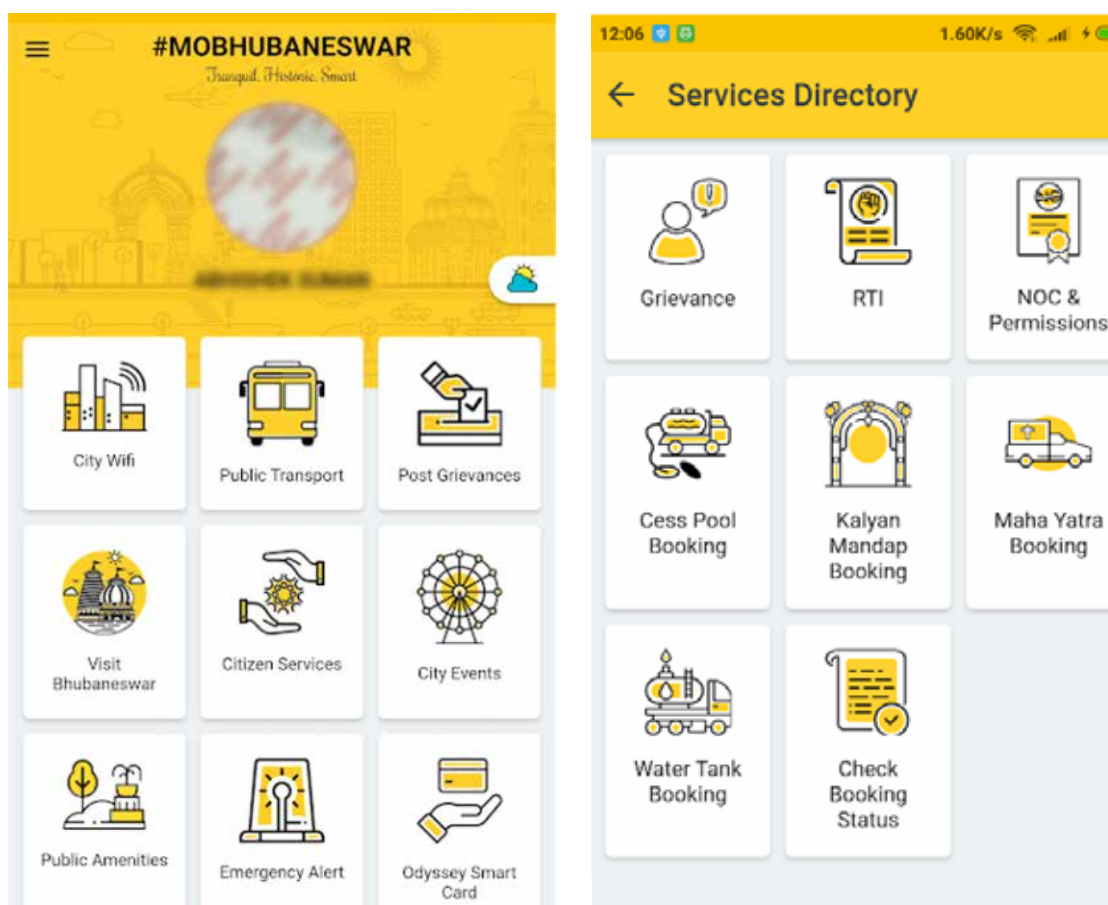 #MOBHUBANESWAR
Tranquil. Historic. Smart
City Wifi
Public Transport
Post Grievances
Visit
Bhubaneswar
Citizen Services
City Events
Public Amenities
Emergency Alert
Odyssey Smart
Card
12:06
1.60K/s
Services Directory
Grievance
RTI
NOC &
Permissions
Cess Pool
Booking
Kalyan
Mandap
Booking
Maha Yatra
Booking
Water Tank
Booking
Check
Booking
Status